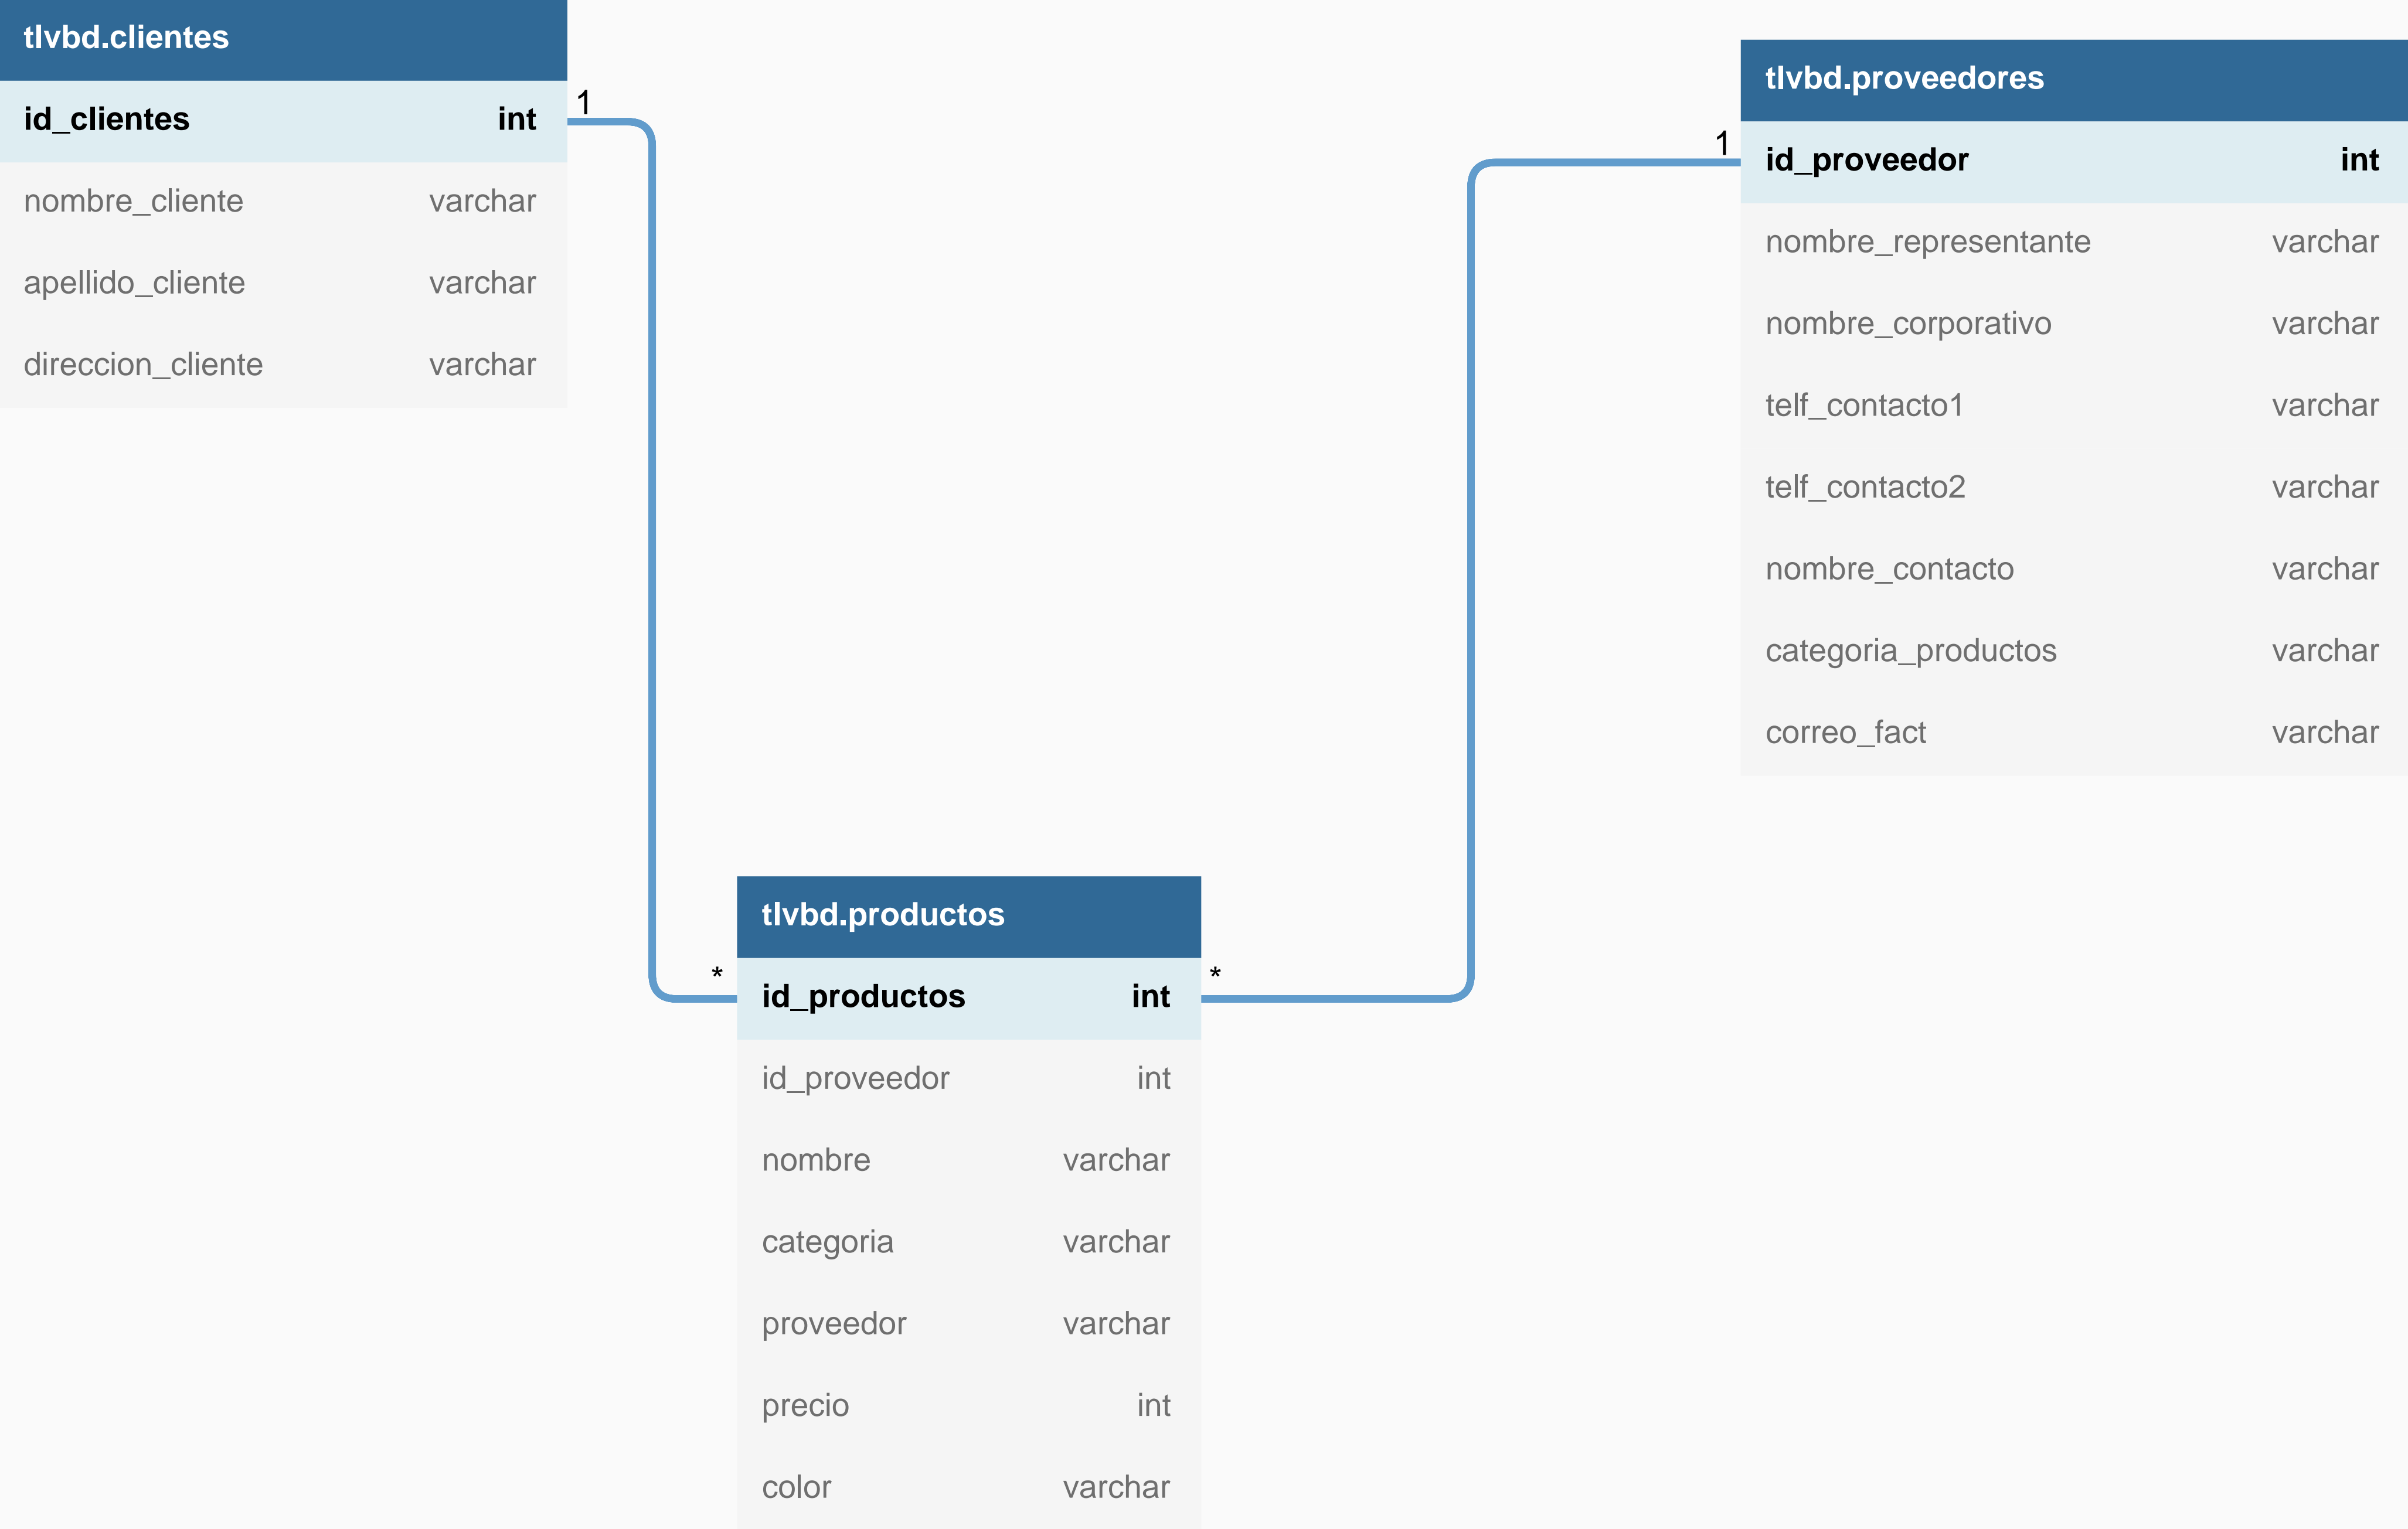 tlvbd.clientes
id_clientes int
nombre_cliente varchar
apellido_cliente varchar
direccion_cliente varchar
1
tlvbd.proveedores
1
id_proveedor int
nombre_representante varchar
nombre_corporativo varchar
telf_contacto1 varchar
telf_contacto2 varchar
nombre_contacto varchar
categoria_productos varchar
correo_fact varchar
tlvbd.productos
*
*
id_productos int
id_proveedor int
nombre varchar
categoria varchar
proveedor varchar
precio int
color varchar